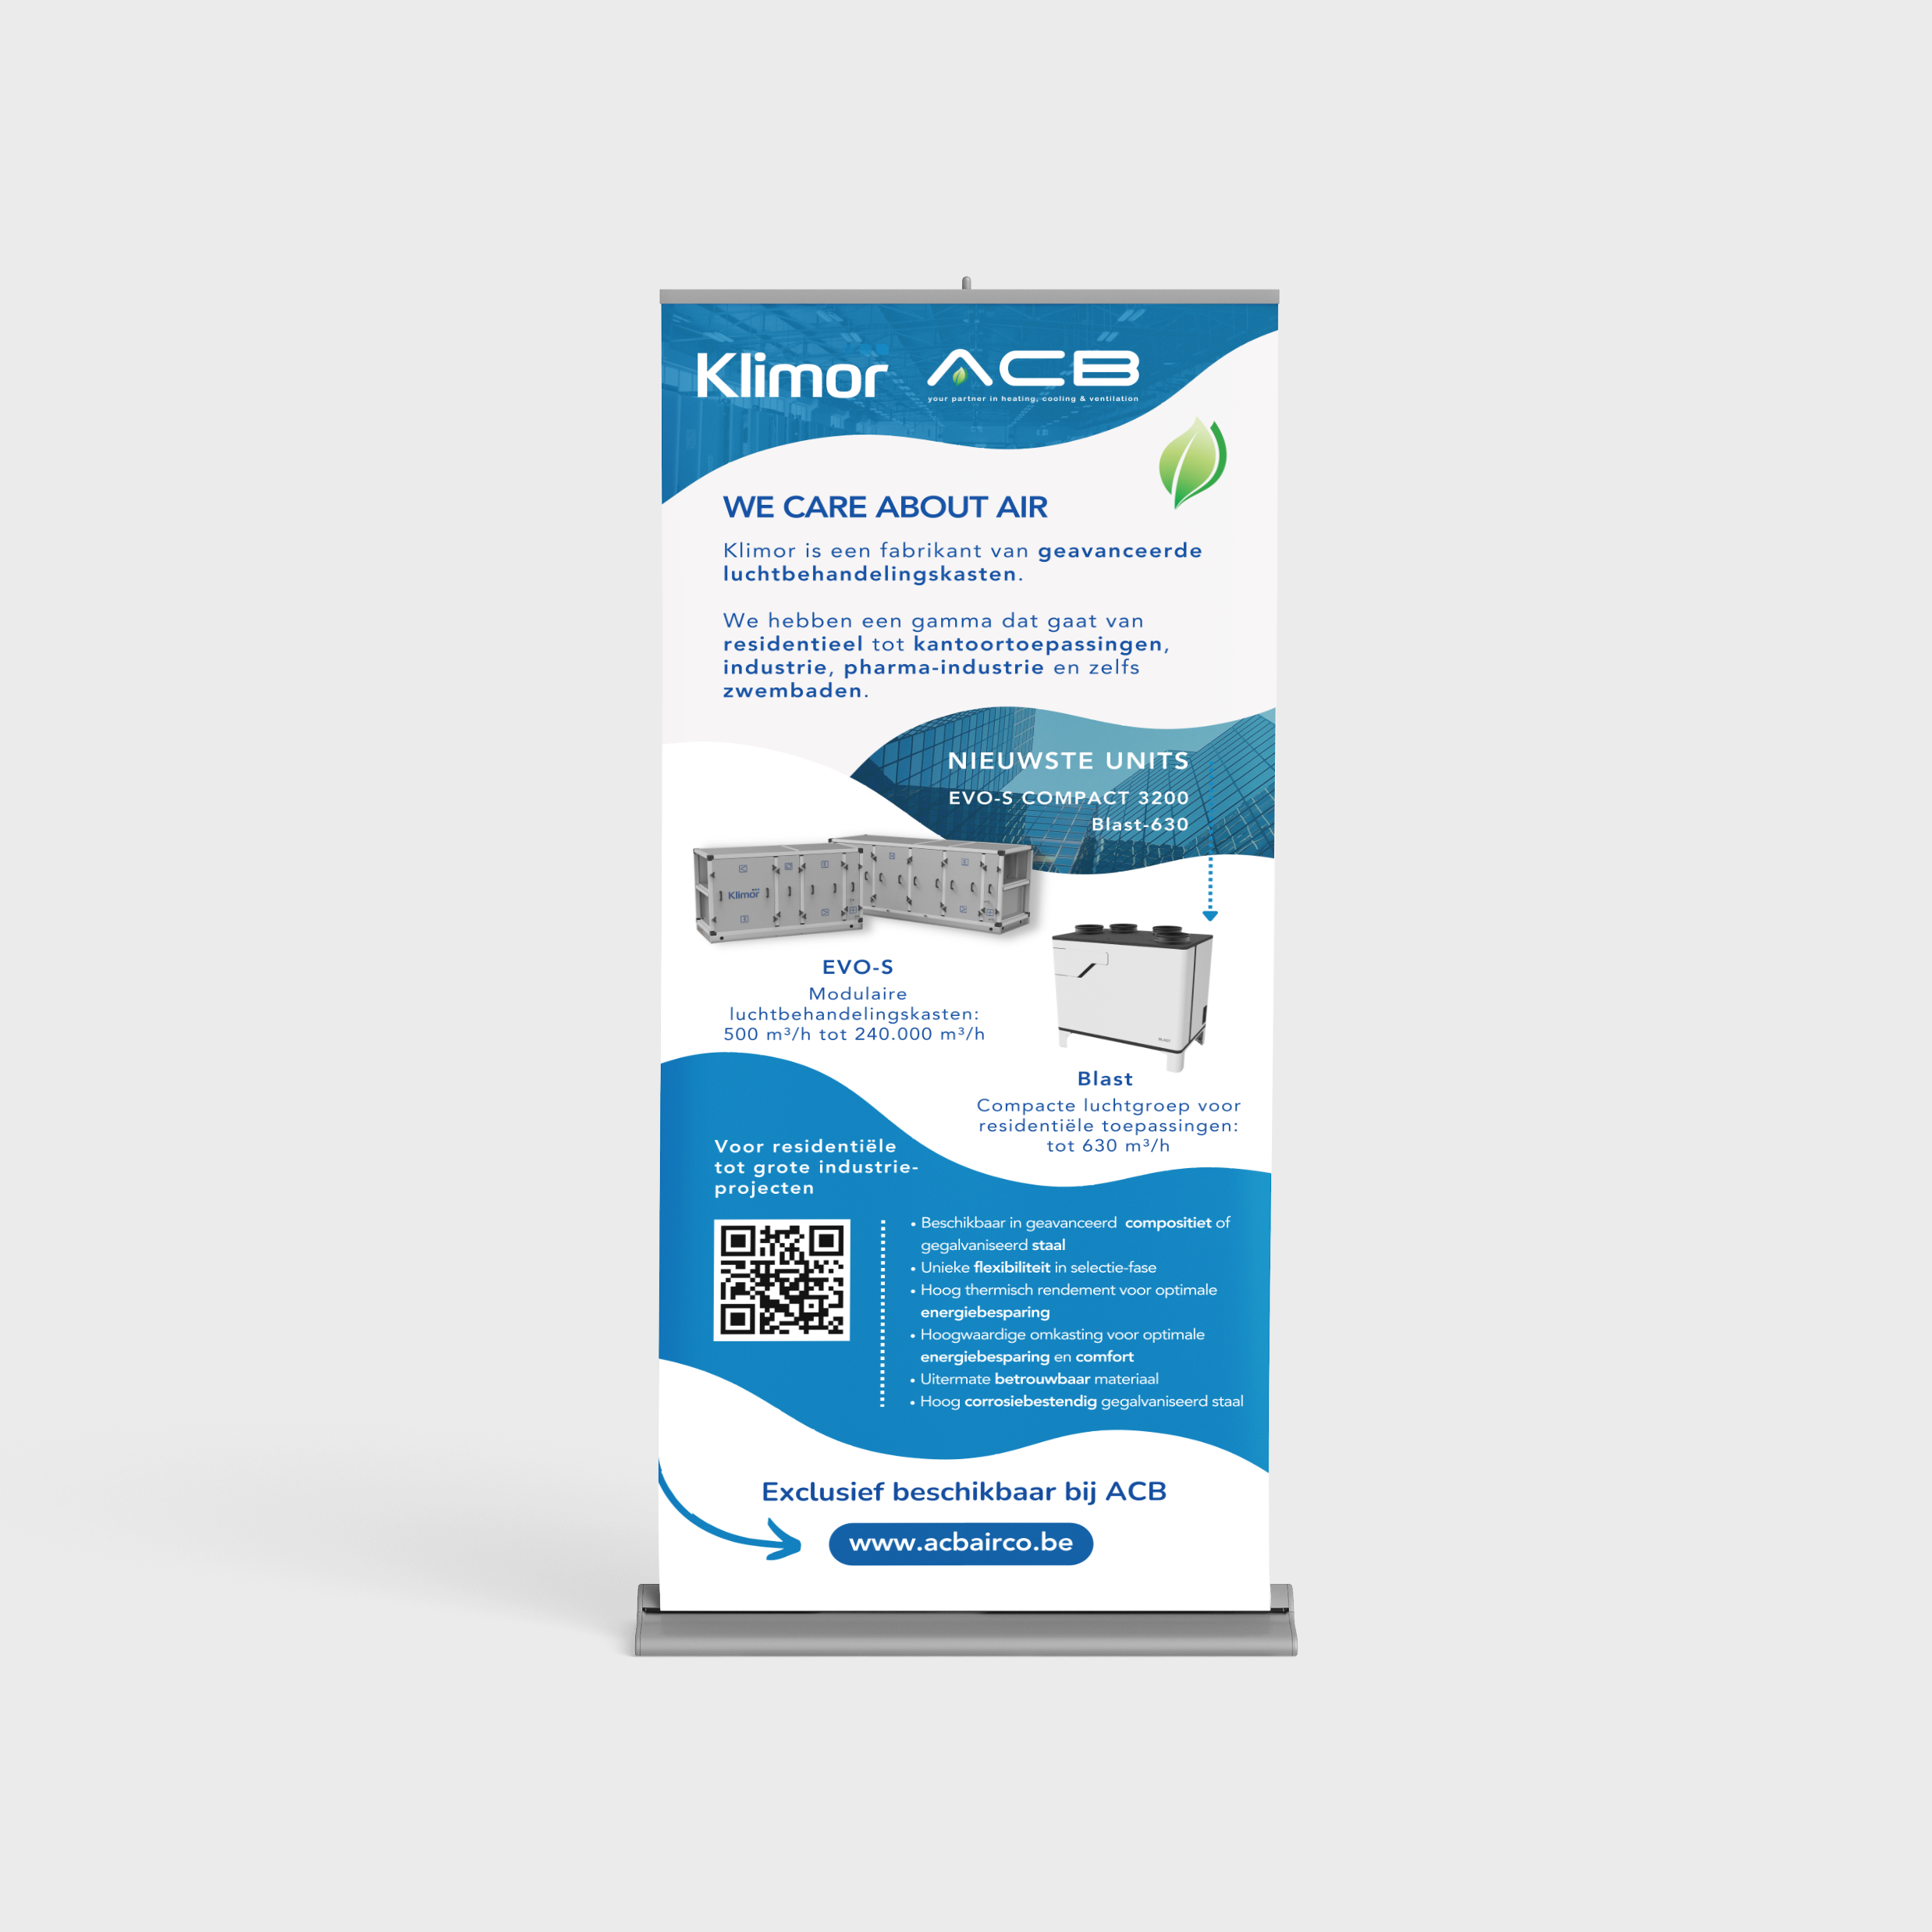 Klimor
ACB
your partner in heating, cooling & ventilation
WE CARE ABOUT AIR
Klimor is een fabrikant van geavanceerde
luchtbehandelingskasten.
We hebben een gamma dat gaat van
residentieel tot kantoortoepassingen,
industrie, pharma-industrie en zelfs
zwembaden.
NIEUWSTE UNITS
EVO-S COMPACT 3200
Blast-630
Klimor
EVO-S
Modulaire
luchtbehandelingskasten:
500 m³/h tot 240.000 m³/h
BLAST
Blast
Compacte luchtgroep voor
residentiële toepassingen:
tot 630 m³/h
Voor residentiële
tot grote industrie-
projecten
• Beschikbaar in geavanceerd compositiet of
gegalvaniseerd staal
• Unieke flexibiliteit in selectie-fase
• Hoog thermisch rendement voor optimale
energiebesparing
• Hoogwaardige omkasting voor optimale
energiebesparing en comfort
• Uitermate betrouwbaar materiaal
• Hoog corrosiebestendig gegalvaniseerd staal
Exclusief beschikbaar bij ACB
www.acbairco.be